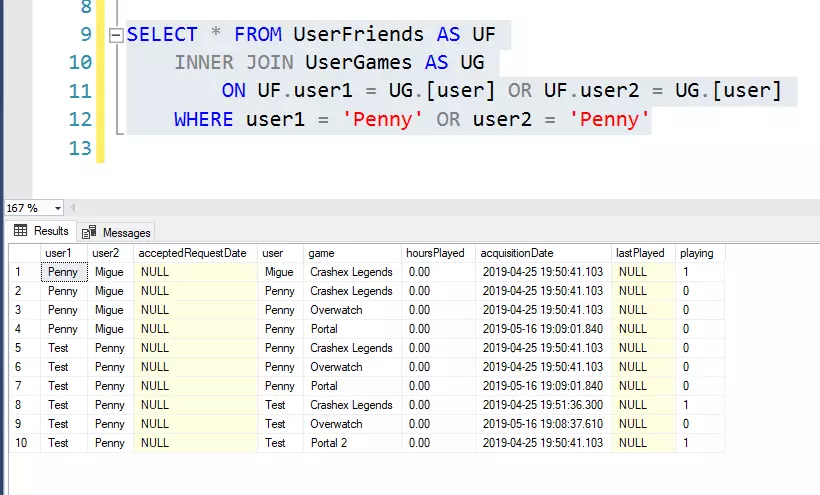 8
9 SELECT * FROM UserFriends AS UF
10 INNER JOIN UserGames AS UG
11 ON UF.user1 = UG.[user] OR UF.user2 = UG.[user]
12 WHERE user1 = 'Penny' OR user2 = 'Penny'
13
167 %
Results Messages
user1 user2 acceptedRequestDate user game hoursPlayed acquisitionDate lastPlayed playing
1 Penny Migue NULL Migue Crashex Legends 0.00 2019-04-25 19:50:41.103 NULL 1
2 Penny Migue NULL Penny Crashex Legends 0.00 2019-04-25 19:50:41.103 NULL 0
3 Penny Migue NULL Penny Overwatch 0.00 2019-04-25 19:50:41.103 NULL 0
4 Penny Migue NULL Penny Portal 0.00 2019-05-16 19:09:01.840 NULL 0
5 Test Penny NULL Penny Crashex Legends 0.00 2019-04-25 19:50:41.103 NULL 0
6 Test Penny NULL Penny Overwatch 0.00 2019-04-25 19:50:41.103 NULL 0
7 Test Penny NULL Penny Portal 0.00 2019-05-16 19:09:01.840 NULL 0
8 Test Penny NULL Test Crashex Legends 0.00 2019-04-25 19:51:36.300 NULL 1
9 Test Penny NULL Test Overwatch 0.00 2019-05-16 19:08:37.610 NULL 0
10 Test Penny NULL Test Portal 2 0.00 2019-04-25 19:50:41.103 NULL 1